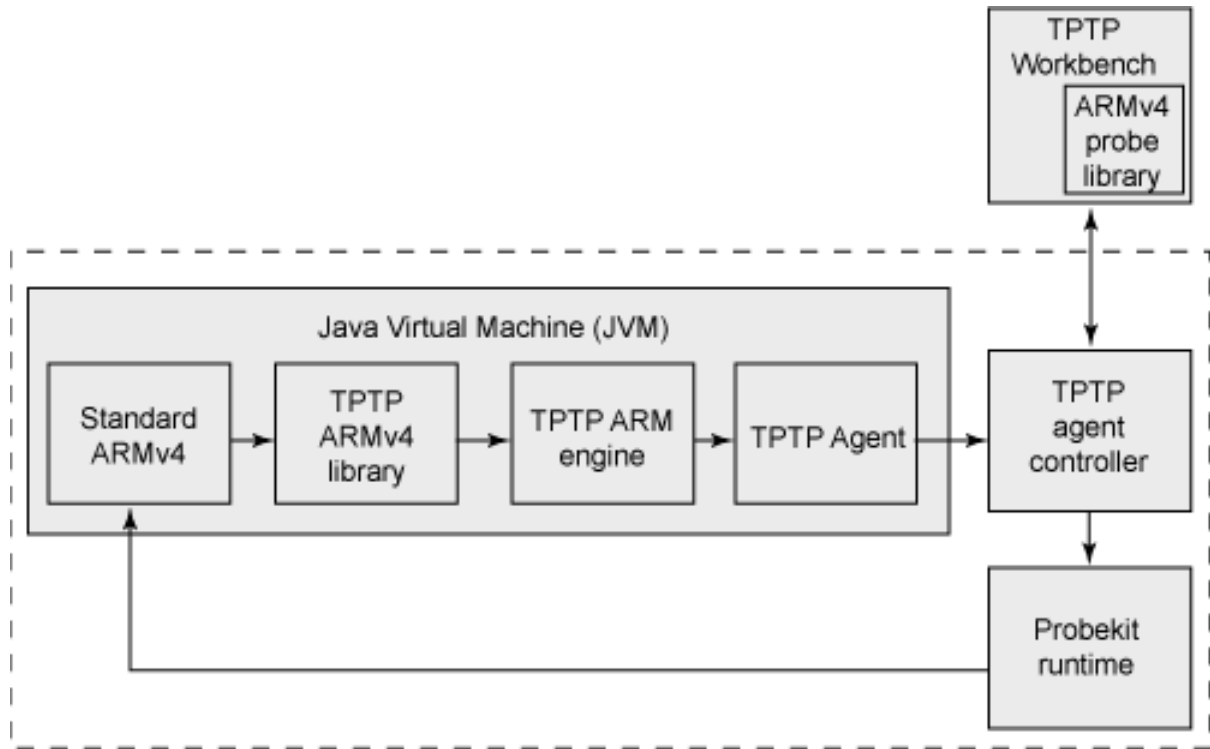 TPTP
Workbench
ARMv4
probe
library
Java Virtual Machine (JVM)
Standard
ARMv4
TPTP
ARMv4
library
TPTP ARM
engine
TPTP Agent
TPTP
agent
controller
Probekit
runtime